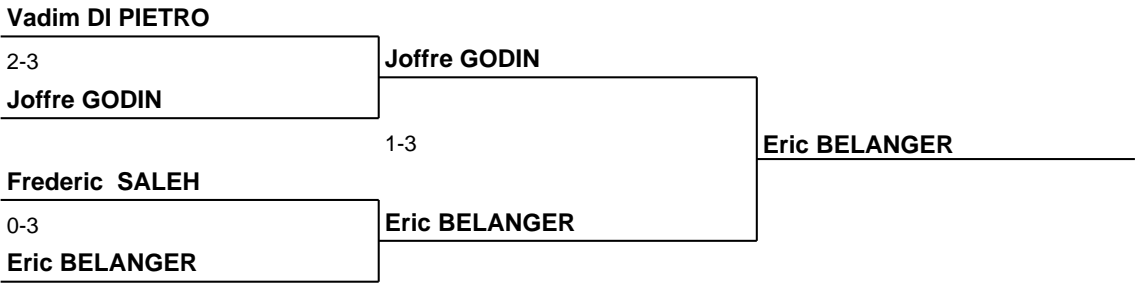 Vadim DI PIETRO
2-3
Joffre GODIN
Joffre GODIN
1-3
Eric BELANGER
Frederic  SALEH
0-3
Eric BELANGER
Eric BELANGER